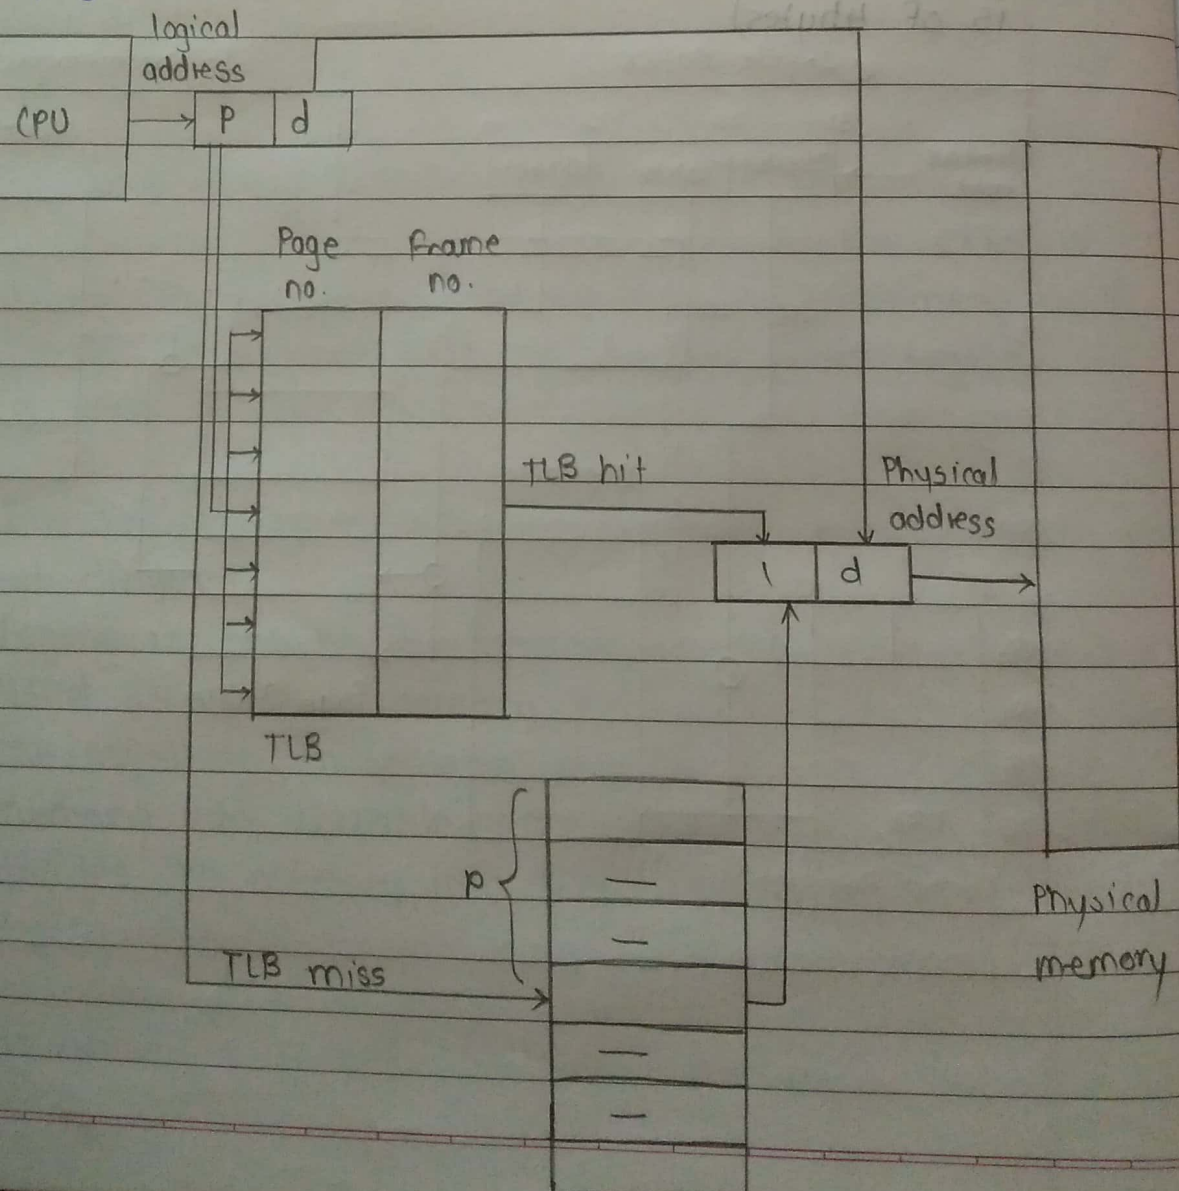 logical
address
CPU
p d
Page
no.
frame
no.
TLB hit
Physical
address
l d
TLB
p
Physical
memory
TLB miss